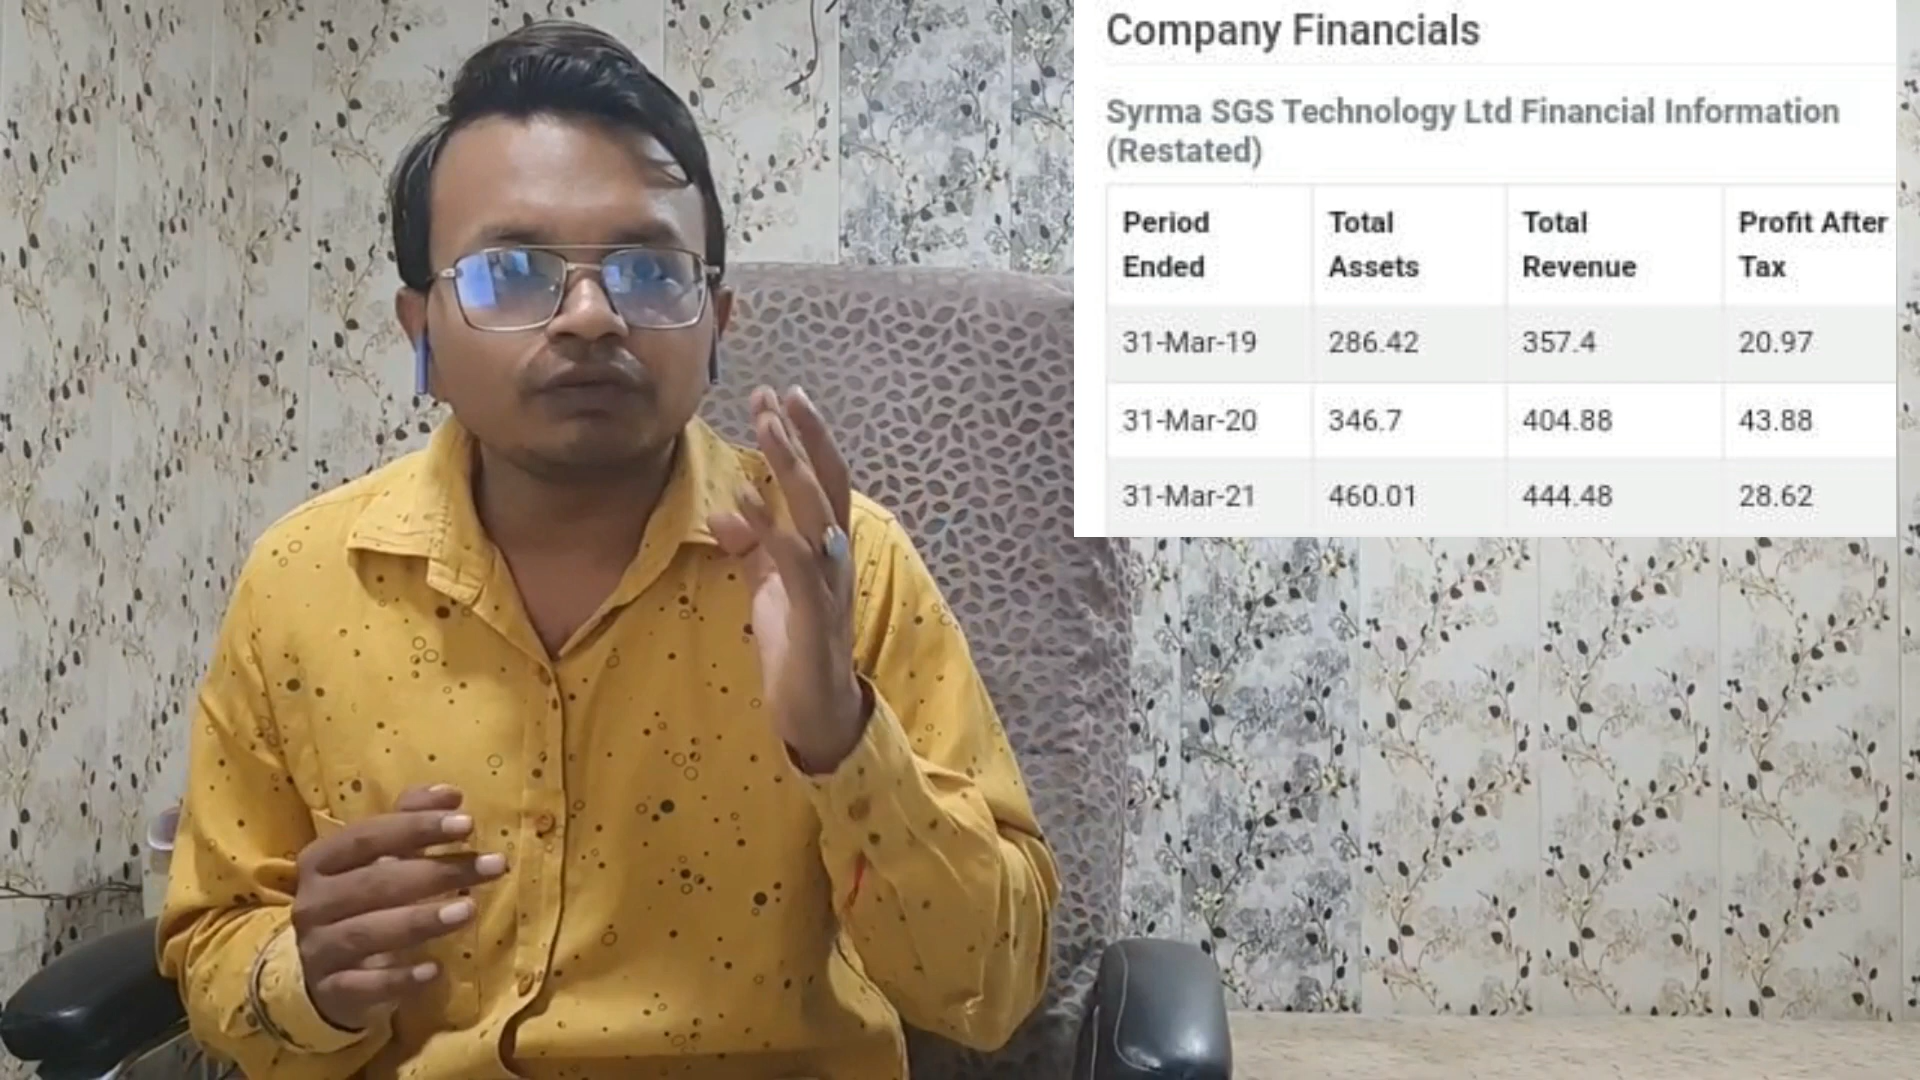 Company Financials
Syrma SGS Technology Ltd Financial Information
(Restated)
Period Ended Total Assets Total Revenue Profit After Tax
31-Mar-19 286.42 357.4 20.97
31-Mar-20 346.7 404.88 43.88
31-Mar-21 460.01 444.48 28.62